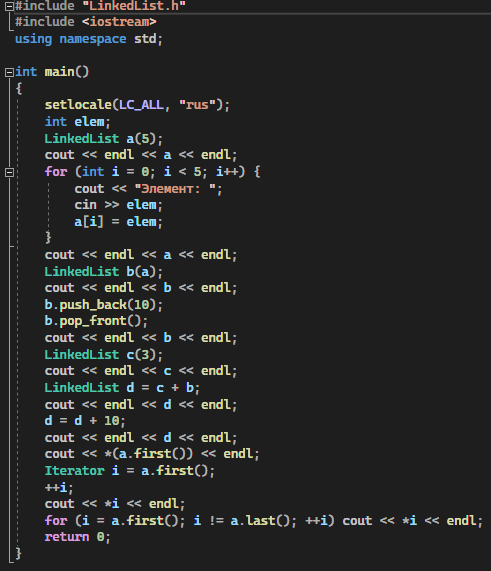 #include "LinkedList.h"
#include <iostream>
using namespace std;
int main()
{
setlocale(LC_ALL, "rus");
int elem;
LinkedList a(5);
cout << endl << a << endl;
for (int i = 0; i < 5; i++) {
cout << "Элемент: ";
cin >> elem;
a[i] = elem;
}
cout << endl << a << endl;
LinkedList b(a);
cout << endl << b << endl;
b.push_back(10);
b.pop_front();
cout << endl << b << endl;
LinkedList c(3);
cout << endl << c << endl;
LinkedList d = c + b;
cout << endl << d << endl;
d = d + 10;
cout << endl << d << endl;
cout << *(a.first()) << endl;
Iterator i = a.first();
++i;
cout << *i << endl;
for (i = a.first(); i != a.last(); ++i) cout << *i << endl;
return 0;
}